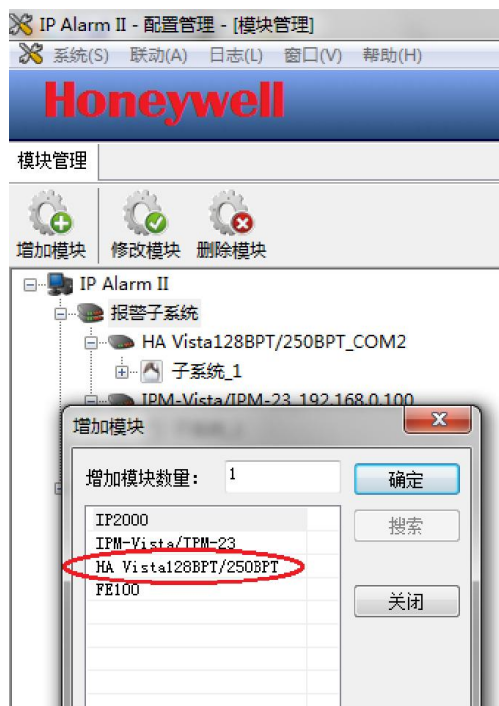 IP Alarm II - 配置管理 - [模块管理]
系统(S) 联动(A) 日志(L) 窗口(V) 帮助(H)
Honeywell
模块管理
增加模块 修改模块 删除模块
IP Alarm II
报警子系统
HA Vista128BPT/250BPT_COM2
子系统_1
IPM-Vista/IPM-23 192.168.0.100
增加模块
增加模块数量: 1
确定
IP2000
搜索
IPM-Vista/IPM-23
HA Vista128BPT/250BPT
FE100
关闭